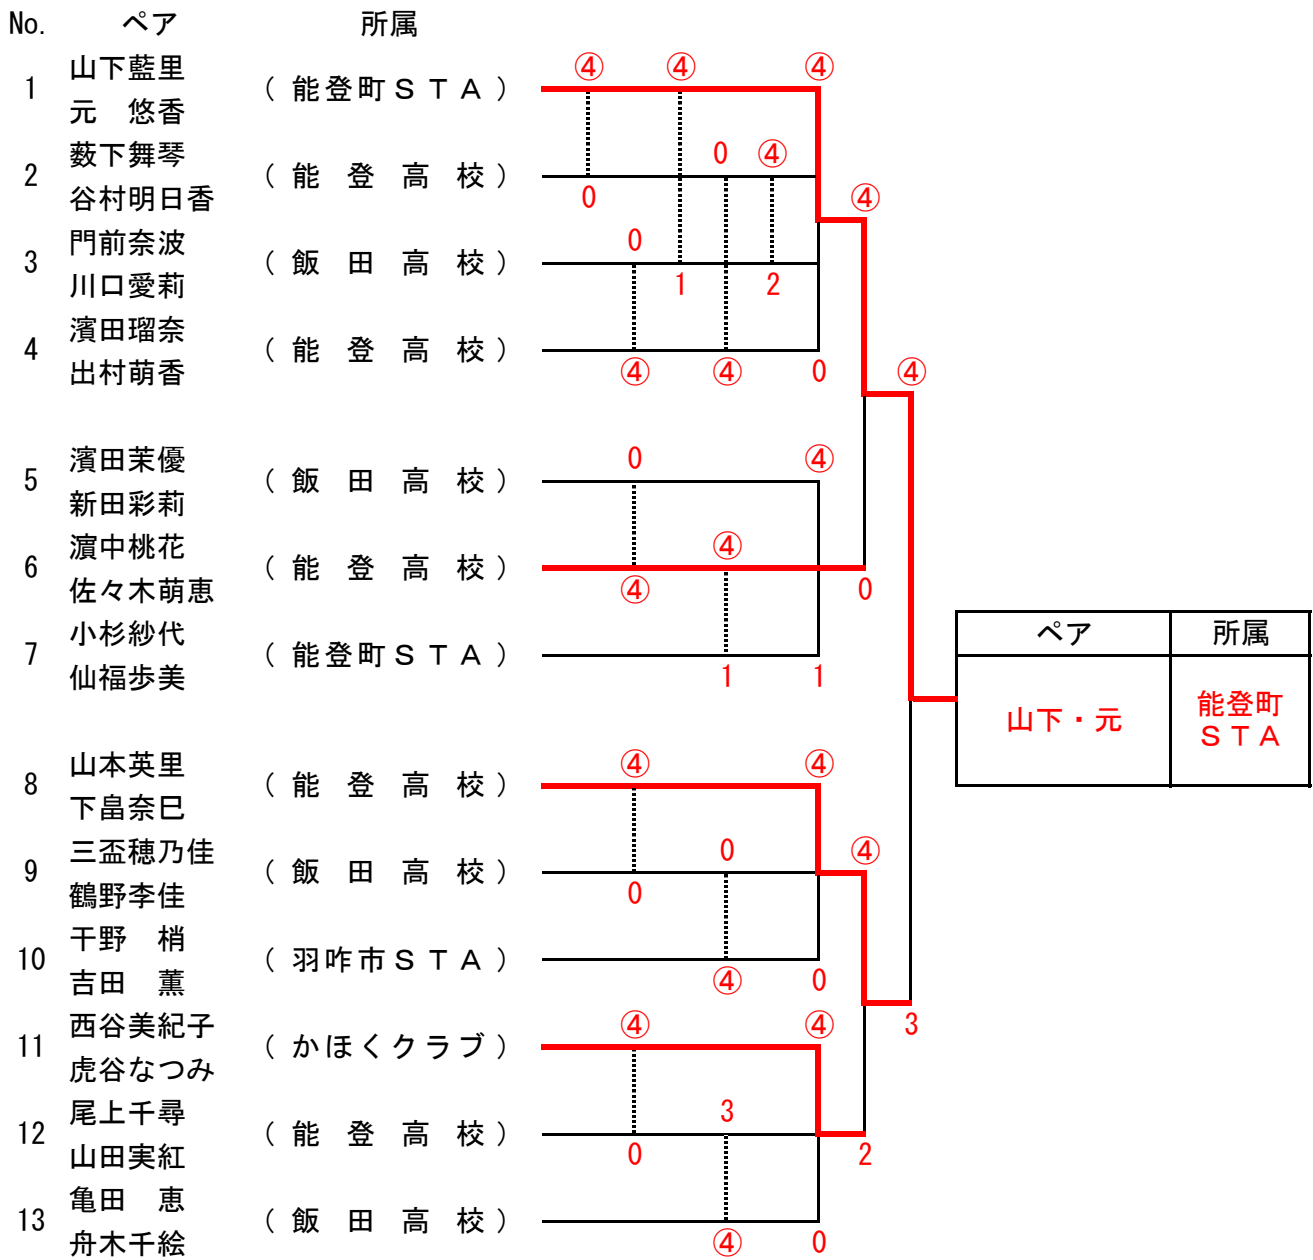 No. ペア 所属
山下藍里
1 （能登町ＳＴＡ） ④ ④ ④
元　悠香
薮下舞琴 0 ④
2 （能登高校）
谷村明日香 0 ④
門前奈波 0
3 （飯田高校）
川口愛莉 1 2
濱田瑠奈
4 （能登高校）
出村萌香 ④ ④ 0 ④
濱田茉優 0 ④
5 （飯田高校）
新田彩莉
濵中桃花 ④
6 （能登高校）
佐々木萌恵 ④ 0
小杉紗代 ペア 所属
7 （能登町ＳＴＡ）
仙福歩美 1 1
山下・元 能登町
ＳＴＡ
山本英里 ④ ④
8 （能登高校）
下畠奈巳
三盃穂乃佳 0 ④
9 （飯田高校）
鶴野李佳 0
干野　梢
10 （羽咋市ＳＴＡ）
吉田　薫 ④ 0
西谷美紀子 ④ ④ 3
11 （かほくクラブ）
虎谷なつみ
尾上千尋 3
12 （能登高校）
山田実紅 0 2
亀田　恵
13 （飯田高校）
舟木千絵 ④ 0